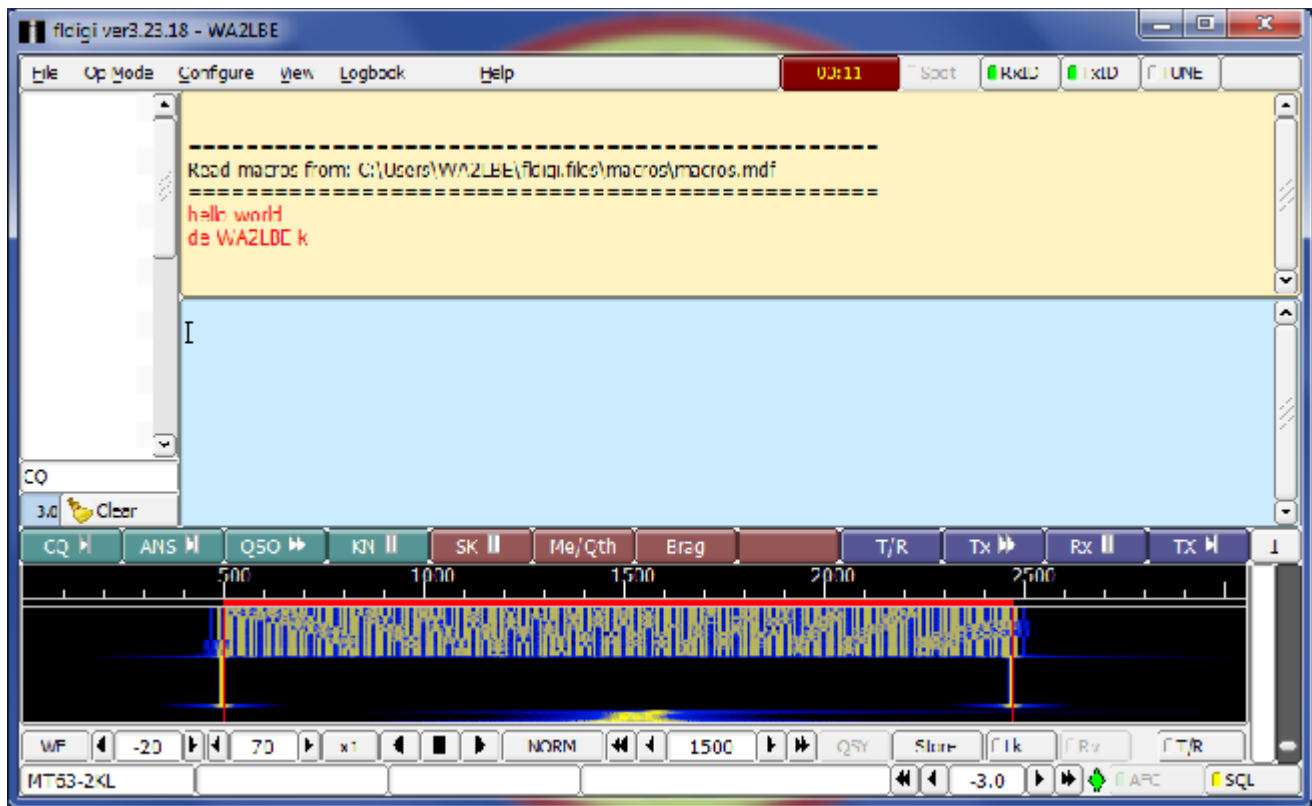 fldigi ver3.23.18 - WA2LBE
File Op Mode Configure View Logbook Help 00:11 Spot RxID TxID TUNE
Read macros from: C:\Users\WA2LBE\fldigi.files\macros\macros.mdf
hello world
de WA2LBE k
CQ
3.0 Clear
CQ ANS QSO KN SK Me/Qth Brag T/R Tx Rx TX 1
500 1000 1500 2000 2500
WF -20 70 x1 NORM 1500 QSY Store Lk Rv T/R
MT63-2KL -3.0 AFC SQL